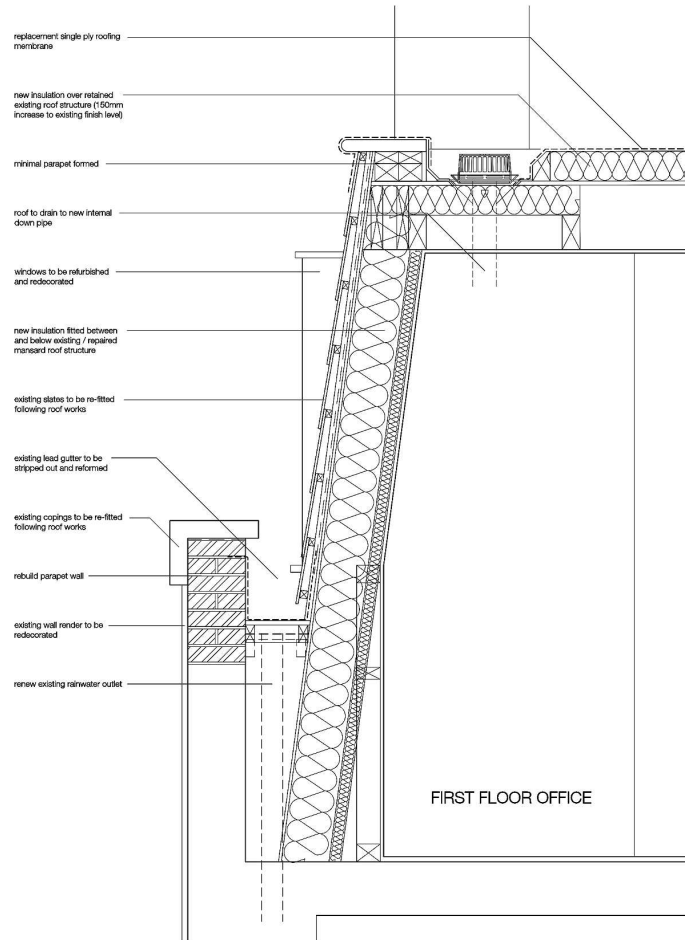 replacement single ply roofing
membrane
new insulation over retained
existing roof structure (150mm
increase to existing finish level)
minimal parapet formed
roof to drain to new internal
down pipe
windows to be refurbished
and redecorated
new insulation fitted between
and below existing / repaired
mansard roof structure
existing slates to be re-fitted
following roof works
existing lead gutter to be
stripped out and reformed
existing copings to be re-fitted
following roof works
rebuild parapet wall
existing wall render to be
redecorated
renew existing rainwater outlet
FIRST FLOOR OFFICE